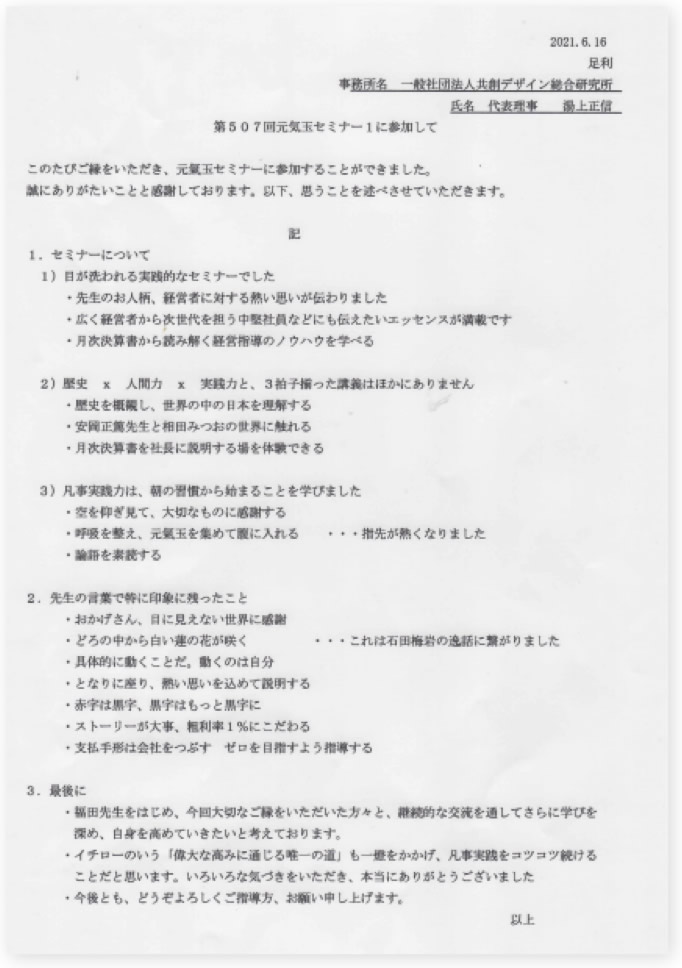 2021.6.16
足利
事務所名　一般社団法人共創デザイン総合研究所
氏名　代表理事　　湯上正信
第５０７回元気玉セミナー１に参加して
このたびご縁をいただき、元氣玉セミナーに参加することができました。
誠にありがたいことと感謝しております。以下、思うことを述べさせていただきます。
記
１．セミナーについて
１）目が洗われる実践的なセミナーでした
・先生のお人柄、経営者に対する熱い思いが伝わりました
・広く経営者から次世代を担う中堅社員などにも伝えたいエッセンスが満載です
・月次決算書から読み解く経営指導のノウハウを学べる
２）歴史　ｘ　人間力　ｘ　実践力と、３拍子揃った講義はほかにありません
・歴史を概観し、世界の中の日本を理解する
・安岡正篤先生と相田みつおの世界に触れる
・月次決算書を社長に説明する場を体験できる
３）凡事実践力は、朝の習慣から始まることを学びました
・空を仰ぎ見て、大切なものに感謝する
・呼吸を整え、元氣玉を集めて腹に入れる　　・・・指先が熱くなりました
・論語を素読する
２．先生の言葉で特に印象に残ったこと
・おかげさん、目に見えない世界に感謝
・どろの中から白い蓮の花が咲く　　　　　・・・これは石田梅岩の逸話に繋がりました
・具体的に動くことだ。動くのは自分
・となりに座り、熱い思いを込めて説明する
・赤字は黒字、黒字はもっと黒字に
・ストーリーが大事、粗利率１％にこだわる
・支払手形は会社をつぶす　ゼロを目指すよう指導する
３．最後に
・福田先生をはじめ、今回大切なご縁をいただいた方々と、継続的な交流を通してさらに学びを
深め、自身を高めていきたいと考えております。
・イチローのいう「偉大な高みに通じる唯一の道」も一燈をかかげ、凡事実践をコツコツ続ける
ことだと思います。いろいろな気づきをいただき、本当にありがとうございました
・今後とも、どうぞよろしくご指導方、お願い申し上げます。
以上